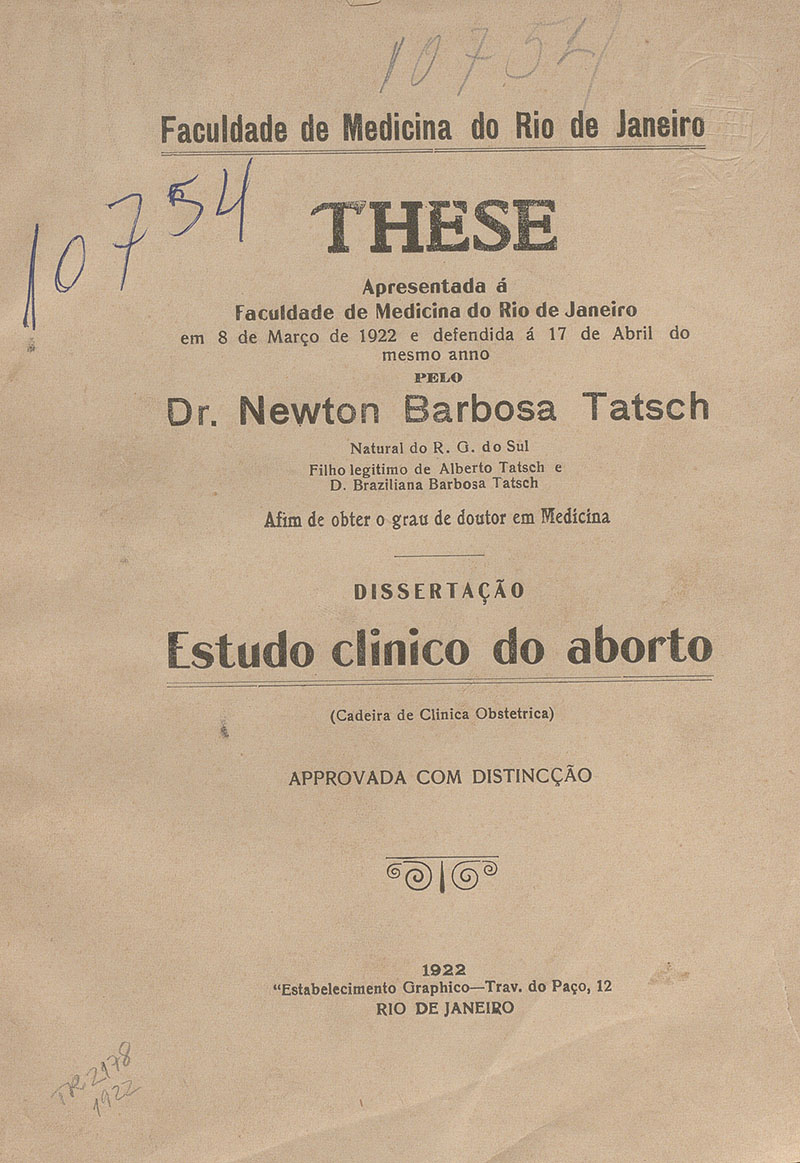 10754
Faculdade de Medicina do Rio de Janeiro
10754
THESE
Apresentada á
Faculdade de Medicina do Rio de Janeiro
em 8 de Março de 1922 e defendida á 17 de Abril do
mesmo anno
PELO
Dr. Newton Barbosa Tatsch
Natural do R. G. do Sul
Filho legitimo de Alberto Tatsch e
D. Braziliana Barbosa Tatsch
Afim de obter o grau de doutor em Medicina
DISSERTAÇÃO
Estudo clinico do aborto
(Cadeira de Clinica Obstetrica)
APPROVADA COM DISTINCÇÃO
1922
“Estabelecimento Graphico—Trav. do Paço, 12
RIO DE JANEIRO
TR2178
1922